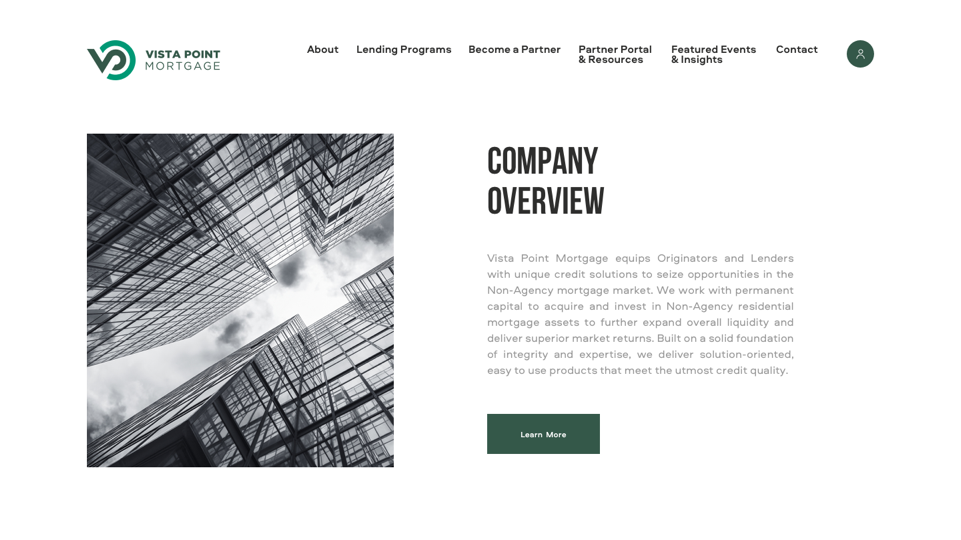 VISTA POINT
MORTGAGE
About
Lending Programs
Become a Partner
Partner Portal
& Resources
Featured Events
& Insights
Contact
COMPANY
OVERVIEW
Vista Point Mortgage equips Originators and Lenders
with unique credit solutions to seize opportunities in the
Non-Agency mortgage market. We work with permanent
capital to acquire and invest in Non-Agency residential
mortgage assets to further expand overall liquidity and
deliver superior market returns. Built on a solid foundation
of integrity and expertise, we deliver solution-oriented,
easy to use products that meet the utmost credit quality.
Learn More